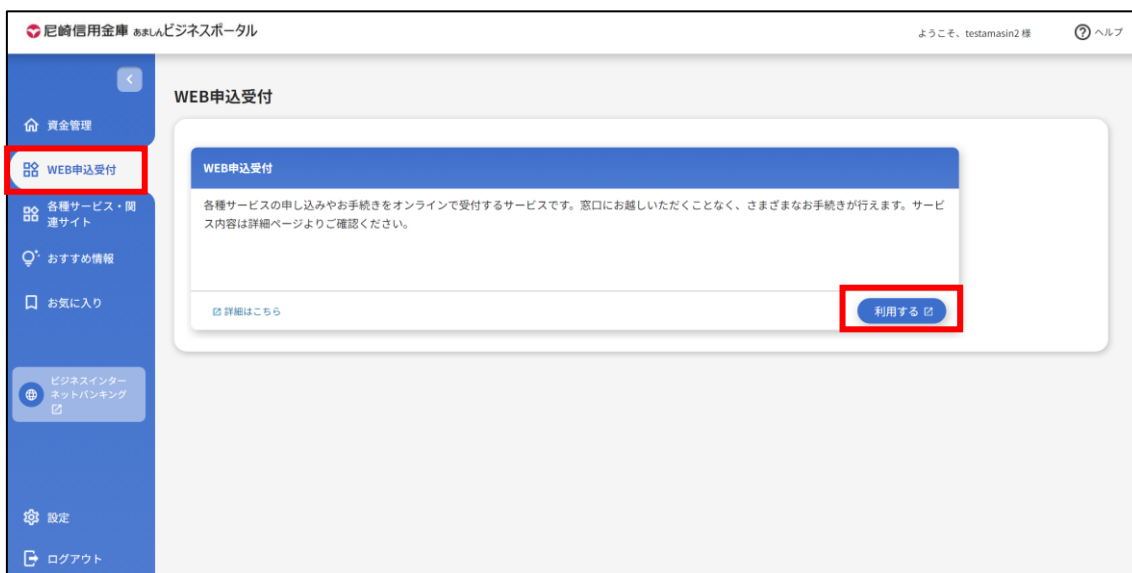 尼崎信用金庫 あましんビジネスポータル
ようこそ、testamasin2 様
ヘルプ
WEB申込受付
資金管理
WEB申込受付
各種サービス・関
連サイト
おすすめ情報
お気に入り
ビジネスインター
ネットバンキング
設定
ログアウト
WEB申込受付
各種サービスの申し込みやお手続きをオンラインで受付するサービスです。窓口にお越しいただくことなく、さまざまなお手続きが行えます。サービ
ス内容は詳細ページよりご確認ください。
詳細はこちら
利用する